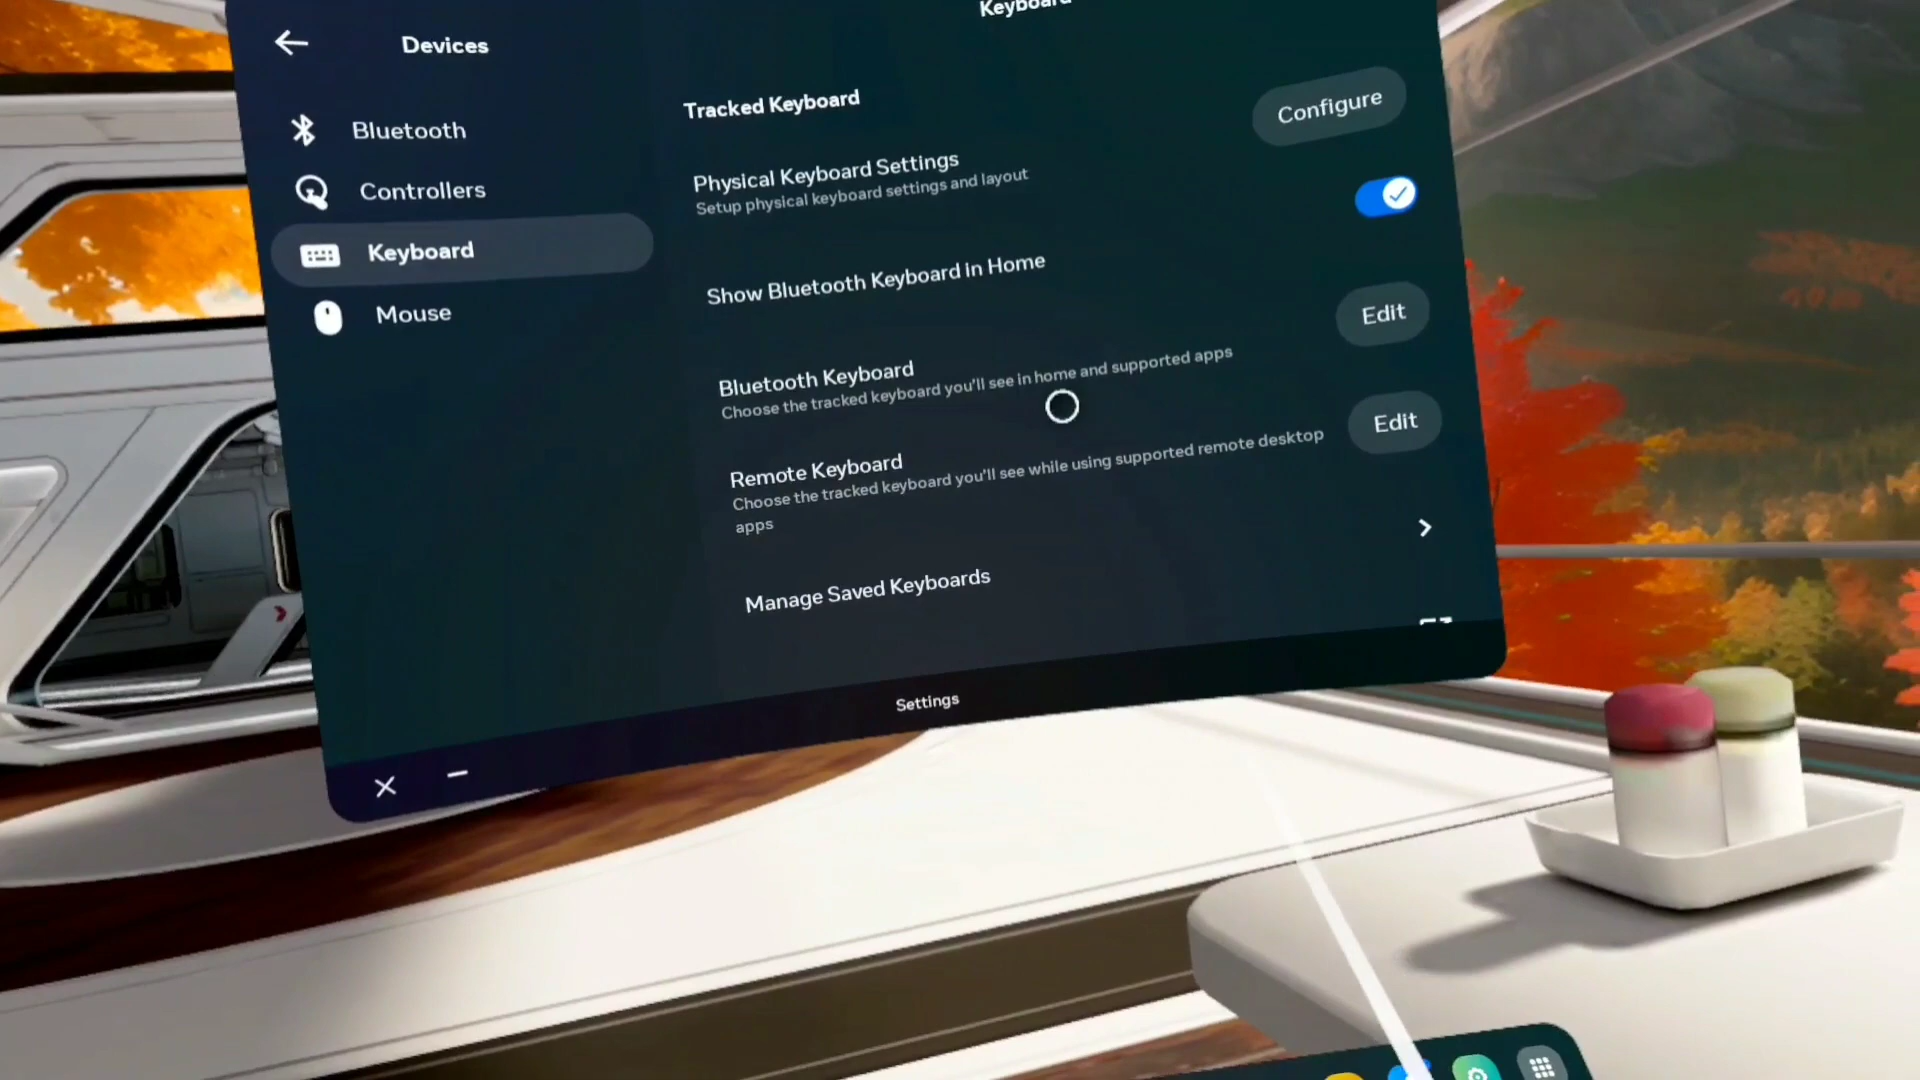 Keyboard
Devices
Bluetooth
Controllers
Keyboard
Mouse
Tracked Keyboard
Configure
Physical Keyboard Settings
Setup physical keyboard settings and layout
Show Bluetooth Keyboard in Home
Bluetooth Keyboard
Choose the tracked keyboard you'll see in home and supported apps
Edit
Remote Keyboard
Choose the tracked keyboard you'll see while using supported remote desktop
apps
Edit
Manage Saved Keyboards
Settings